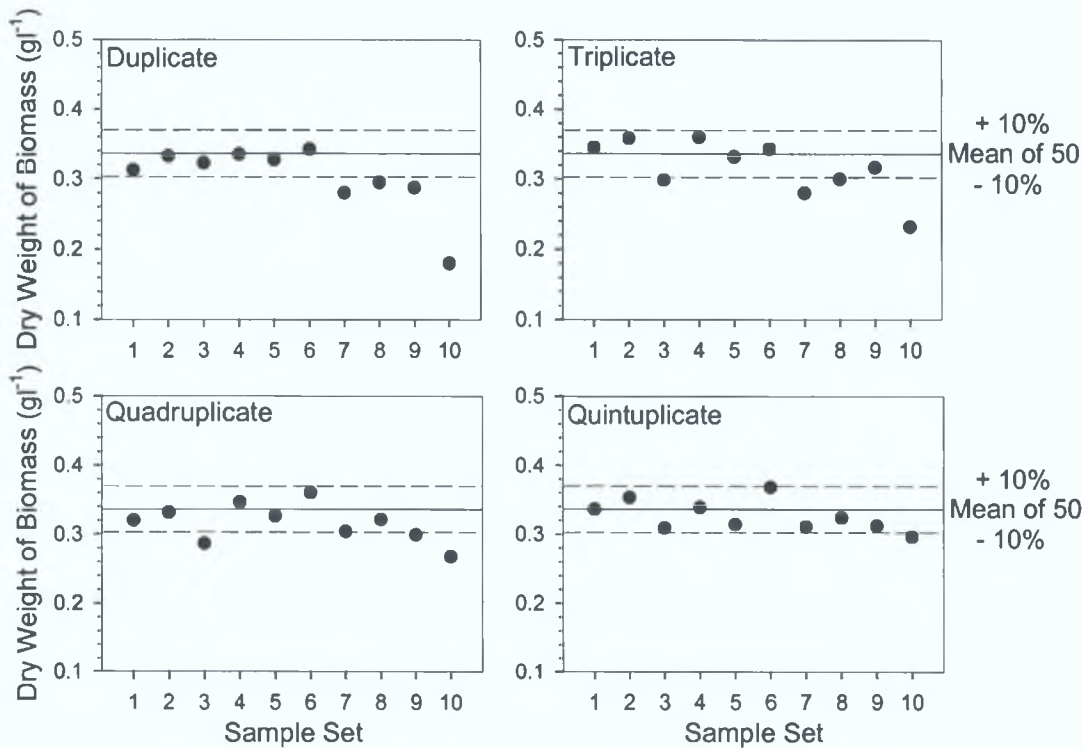 Duplicate
Triplicate
Dry Weight of Biomass (gl⁻¹)
0.5
0.4
0.3
0.2
0.1
1 2 3 4 5 6 7 8 9 10
0.5
0.4
0.3
0.2
0.1
1 2 3 4 5 6 7 8 9 10
+ 10%
Mean of 50
- 10%
Quadruplicate
Quintuplicate
Dry Weight of Biomass (gl⁻¹)
0.5
0.4
0.3
0.2
0.1
1 2 3 4 5 6 7 8 9 10
Sample Set
0.5
0.4
0.3
0.2
0.1
1 2 3 4 5 6 7 8 9 10
Sample Set
+ 10%
Mean of 50
- 10%